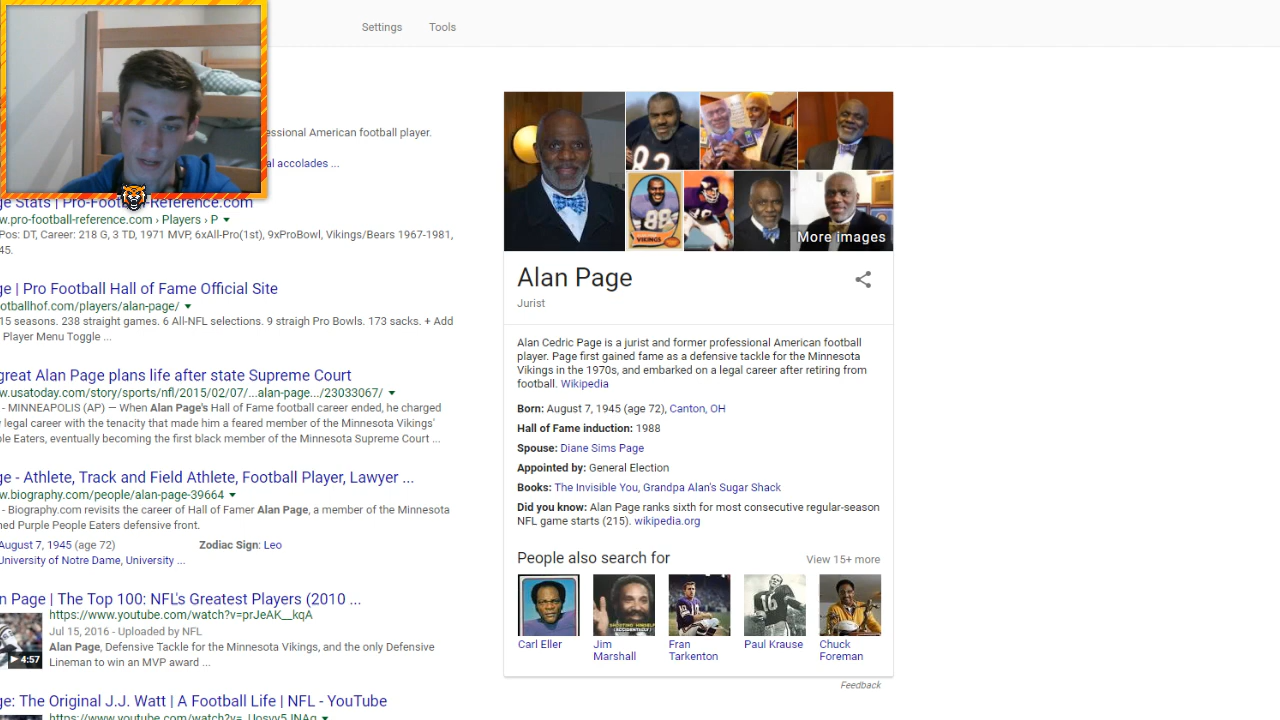 Settings
Tools
essional American football player.
al accolades ...
ge Stats | Pro-Football-Reference.com
w.pro-football-reference.com › Players › P
Pos: DT, Career: 218 G, 3 TD, 1971 MVP, 6xAll-Pro(1st), 9xProBowl, Vikings/Bears 1967-1981,
45.
ge | Pro Football Hall of Fame Official Site
otballhof.com/players/alan-page/
15 seasons. 238 straight games. 6 All-NFL selections. 9 straigh Pro Bowls. 173 sacks. + Add
Player Menu Toggle ...
great Alan Page plans life after state Supreme Court
w.usatoday.com/story/sports/nfl/2015/02/07/...alan-page.../23033067/
- MINNEAPOLIS (AP) — When Alan Page's Hall of Fame football career ended, he charged
legal career with the tenacity that made him a feared member of the Minnesota Vikings'
le Eaters, eventually becoming the first black member of the Minnesota Supreme Court ...
ge - Athlete, Track and Field Athlete, Football Player, Lawyer ...
w.biography.com/people/alan-page-39664
- Biography.com revisits the career of Hall of Famer Alan Page, a member of the Minnesota
ned Purple People Eaters defensive front.
August 7, 1945 (age 72)
Zodiac Sign: Leo
University of Notre Dame, University ...
n Page | The Top 100: NFL's Greatest Players (2010 ...
https://www.youtube.com/watch?v=prJeAK__kqA
Jul 15, 2016 - Uploaded by NFL
Alan Page, Defensive Tackle for the Minnesota Vikings, and the only Defensive
Lineman to win an MVP award ...
4:57
ge: The Original J.J. Watt | A Football Life | NFL - YouTube
82
88
VIKINGS
More images
Alan Page
Jurist
Alan Cedric Page is a jurist and former professional American football
player. Page first gained fame as a defensive tackle for the Minnesota
Vikings in the 1970s, and embarked on a legal career after retiring from
football. Wikipedia
Born: August 7, 1945 (age 72), Canton, OH
Hall of Fame induction: 1988
Spouse: Diane Sims Page
Appointed by: General Election
Books: The Invisible You, Grandpa Alan's Sugar Shack
Did you know: Alan Page ranks sixth for most consecutive regular-season
NFL game starts (215). wikipedia.org
People also search for
View 15+ more
Carl Eller
Jim
Marshall
Fran
Tarkenton
Paul Krause
Chuck
Foreman
Feedback